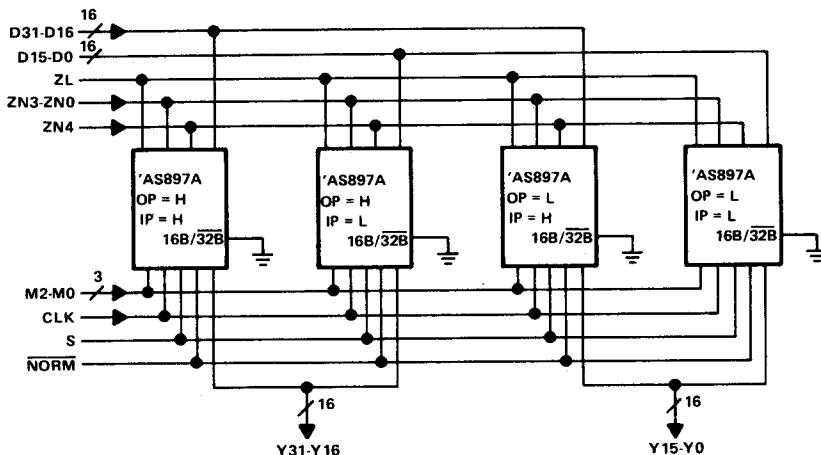 16
D31-D16
16
D15-D0
ZL
ZN3-ZN0
ZN4
'AS897A
OP = H
IP = H
16B/32B
'AS897A
OP = H
IP = L
16B/32B
'AS897A
OP = L
IP = H
16B/32B
'AS897A
OP = L
IP = L
16B/32B
3
M2-M0
CLK
S
NORM
16
Y31-Y16
16
Y15-Y0